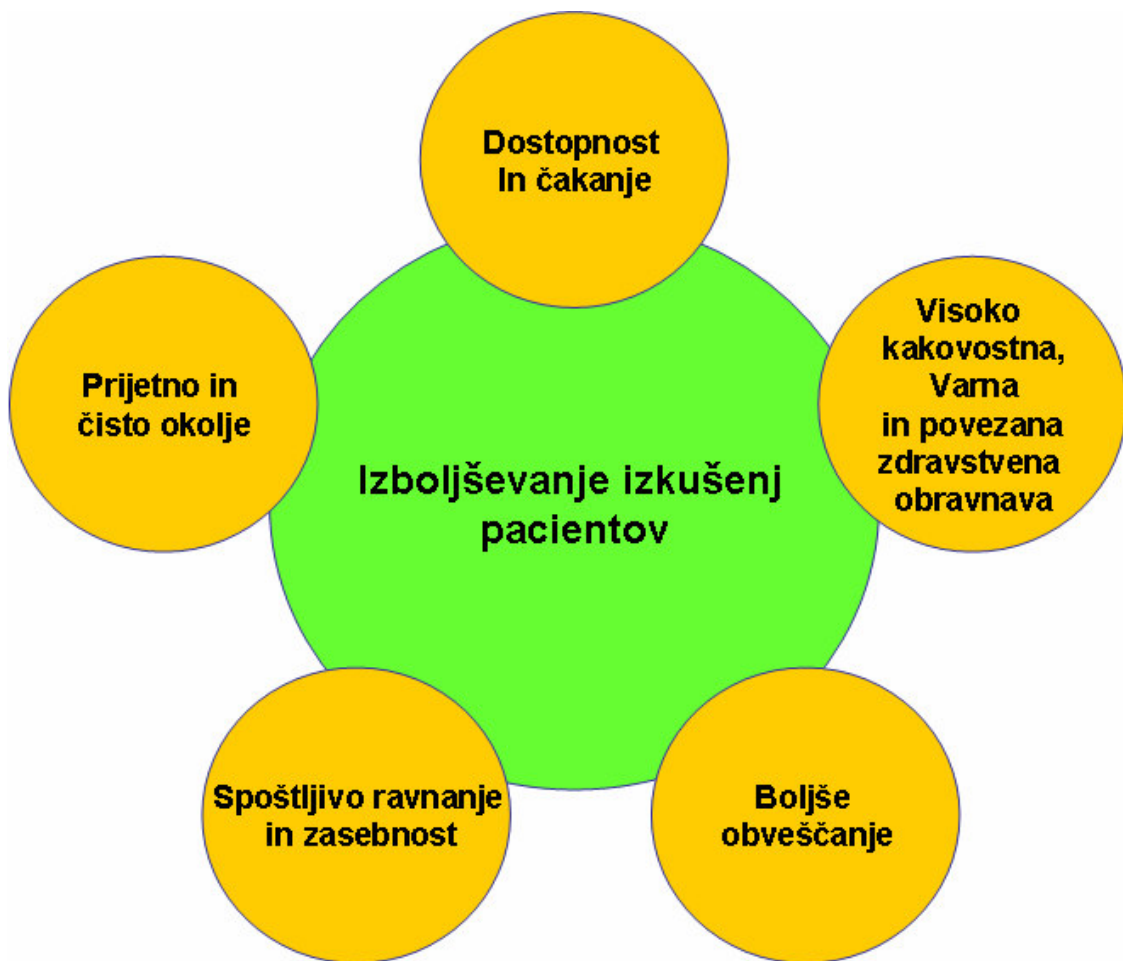 Dostopnost
In čakanje
Visoko
kakovostna,
Varna
in povezana
zdravstvena
obravnava
Prijetno in
čisto okolje
Izboljševanje izkušenj
pacientov
Spoštljivo ravnanje
in zasebnost
Boljše
obveščanje